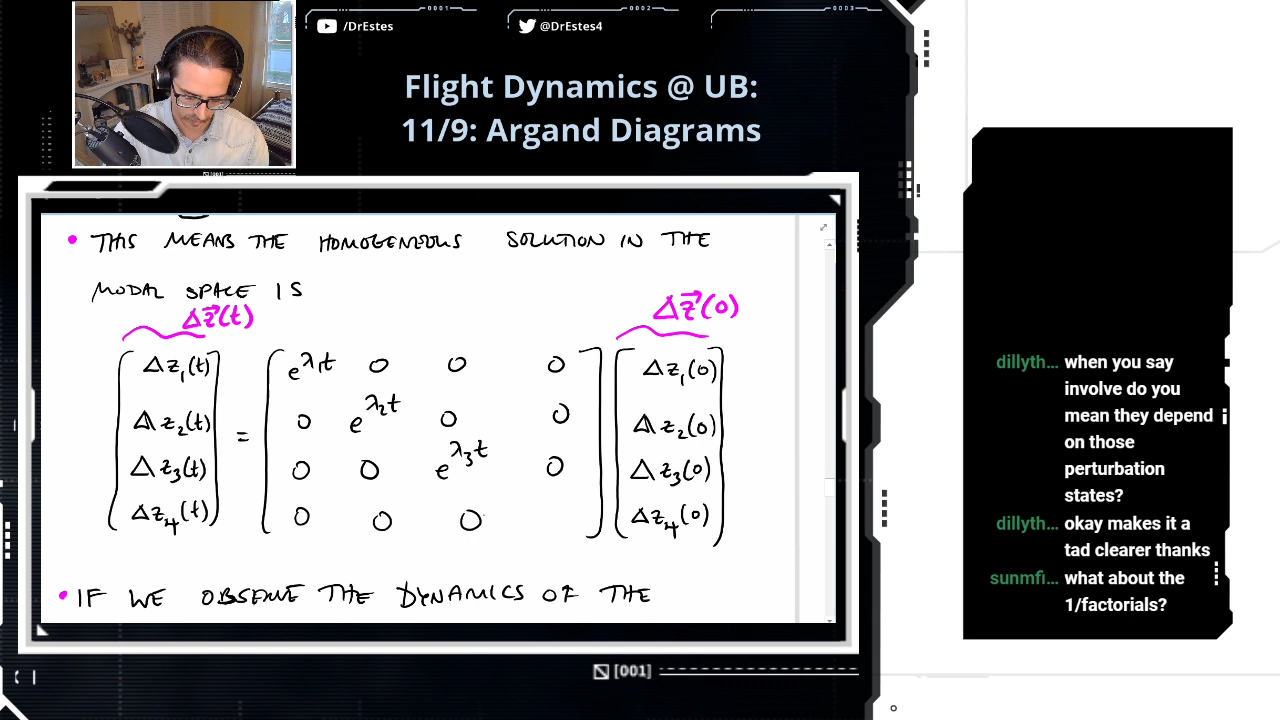 0001
0002
0003
/DrEstes
@DrEstes4
Flight Dynamics @ UB:
11/9: Argand Diagrams
[001]
• THIS MEANS THE HOMOGENEOUS SOLUTION IN THE
MODAL SPACE IS
Δz⃗(t)
Δz⃗(0)
Δz₁(t) e^λ₁t 0 0 0 Δz₁(0)
Δz₂(t) 0 e^λ₂t 0 0 Δz₂(0)
=
Δz₃(t) 0 0 e^λ₃t 0 Δz₃(0)
Δz₄(t) 0 0 0 Δz₄(0)
• IF WE OBSERVE THE DYNAMICS OF THE
[001]
dillyth... when you say
involve do you
mean they depend
on those
perturbation
states?
dillyth... okay makes it a
tad clearer thanks
sunmfi... what about the
1/factorials?